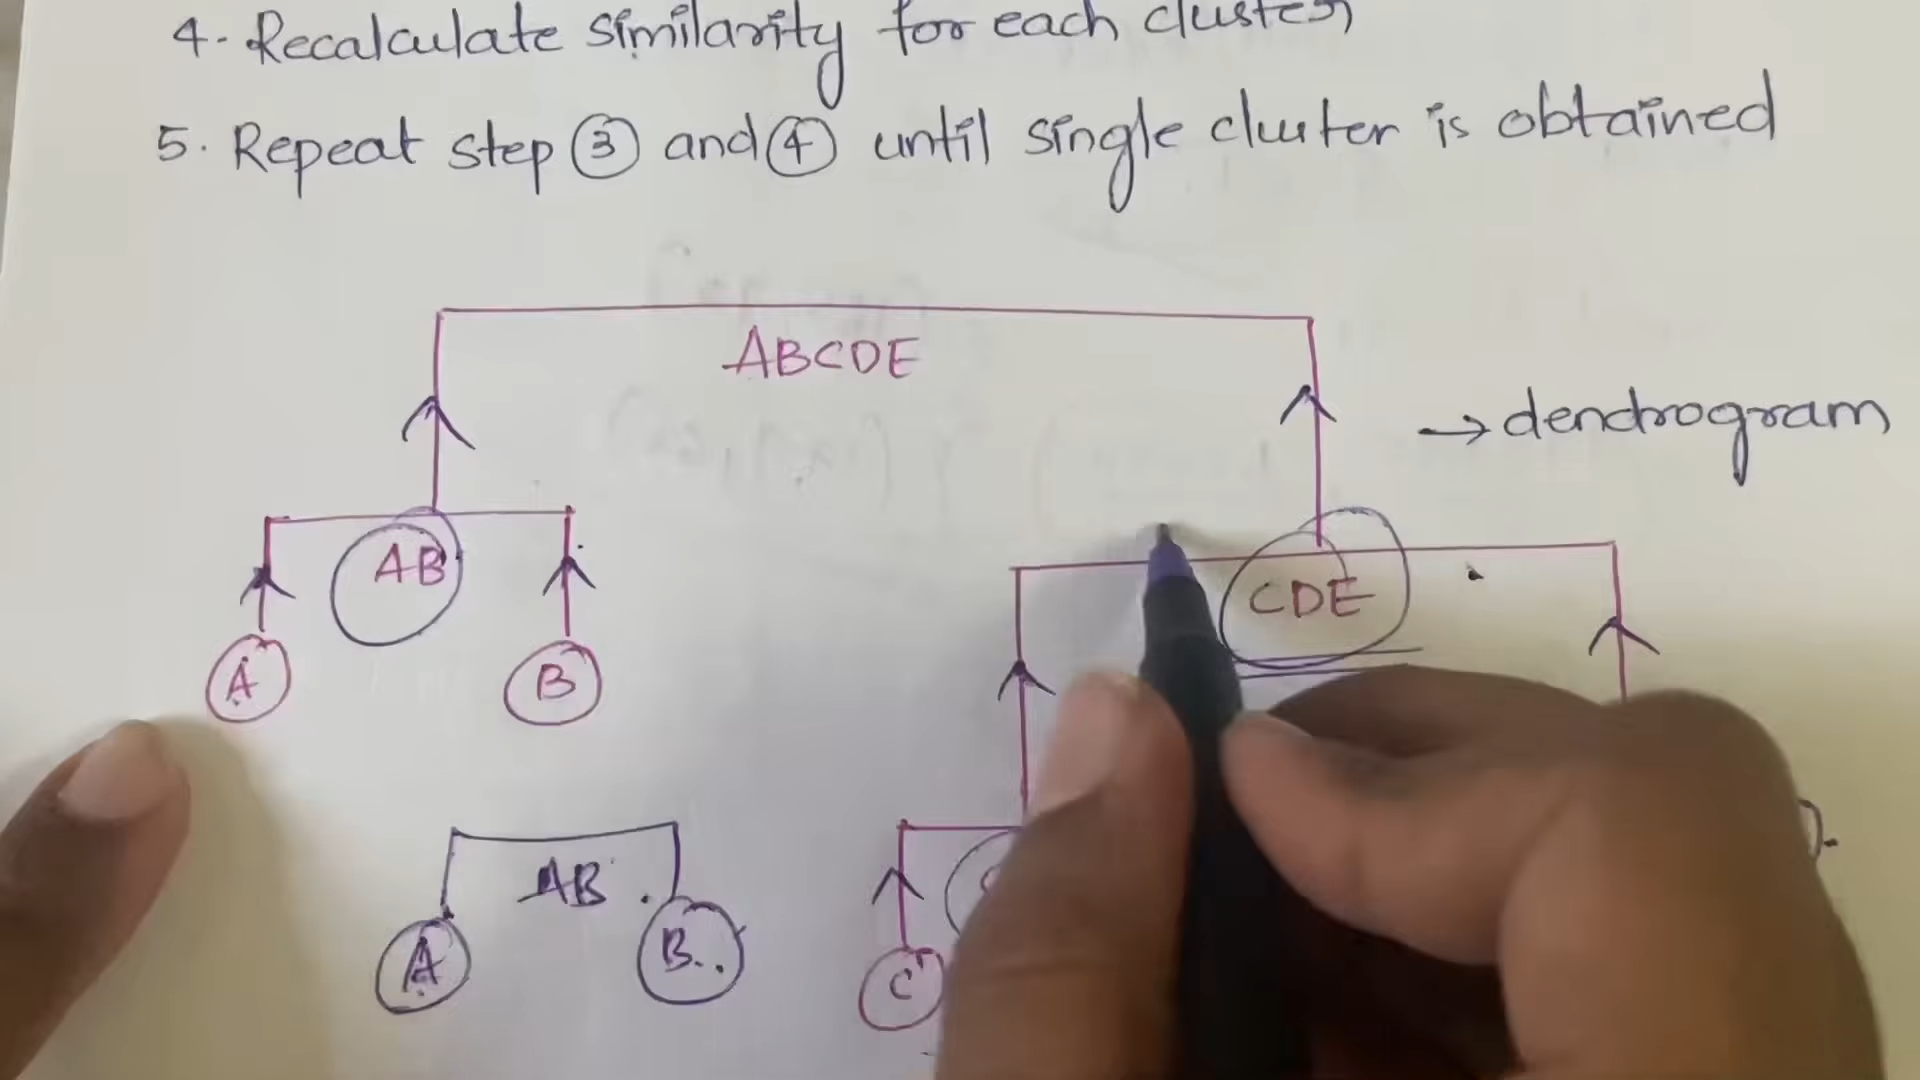 4. Recalculate similarity for each cluster
5. Repeat step ③ and ④ until single cluster is obtained
ABCDE
→ dendrogram
AB
CDE
A
B
AB
A
B
C